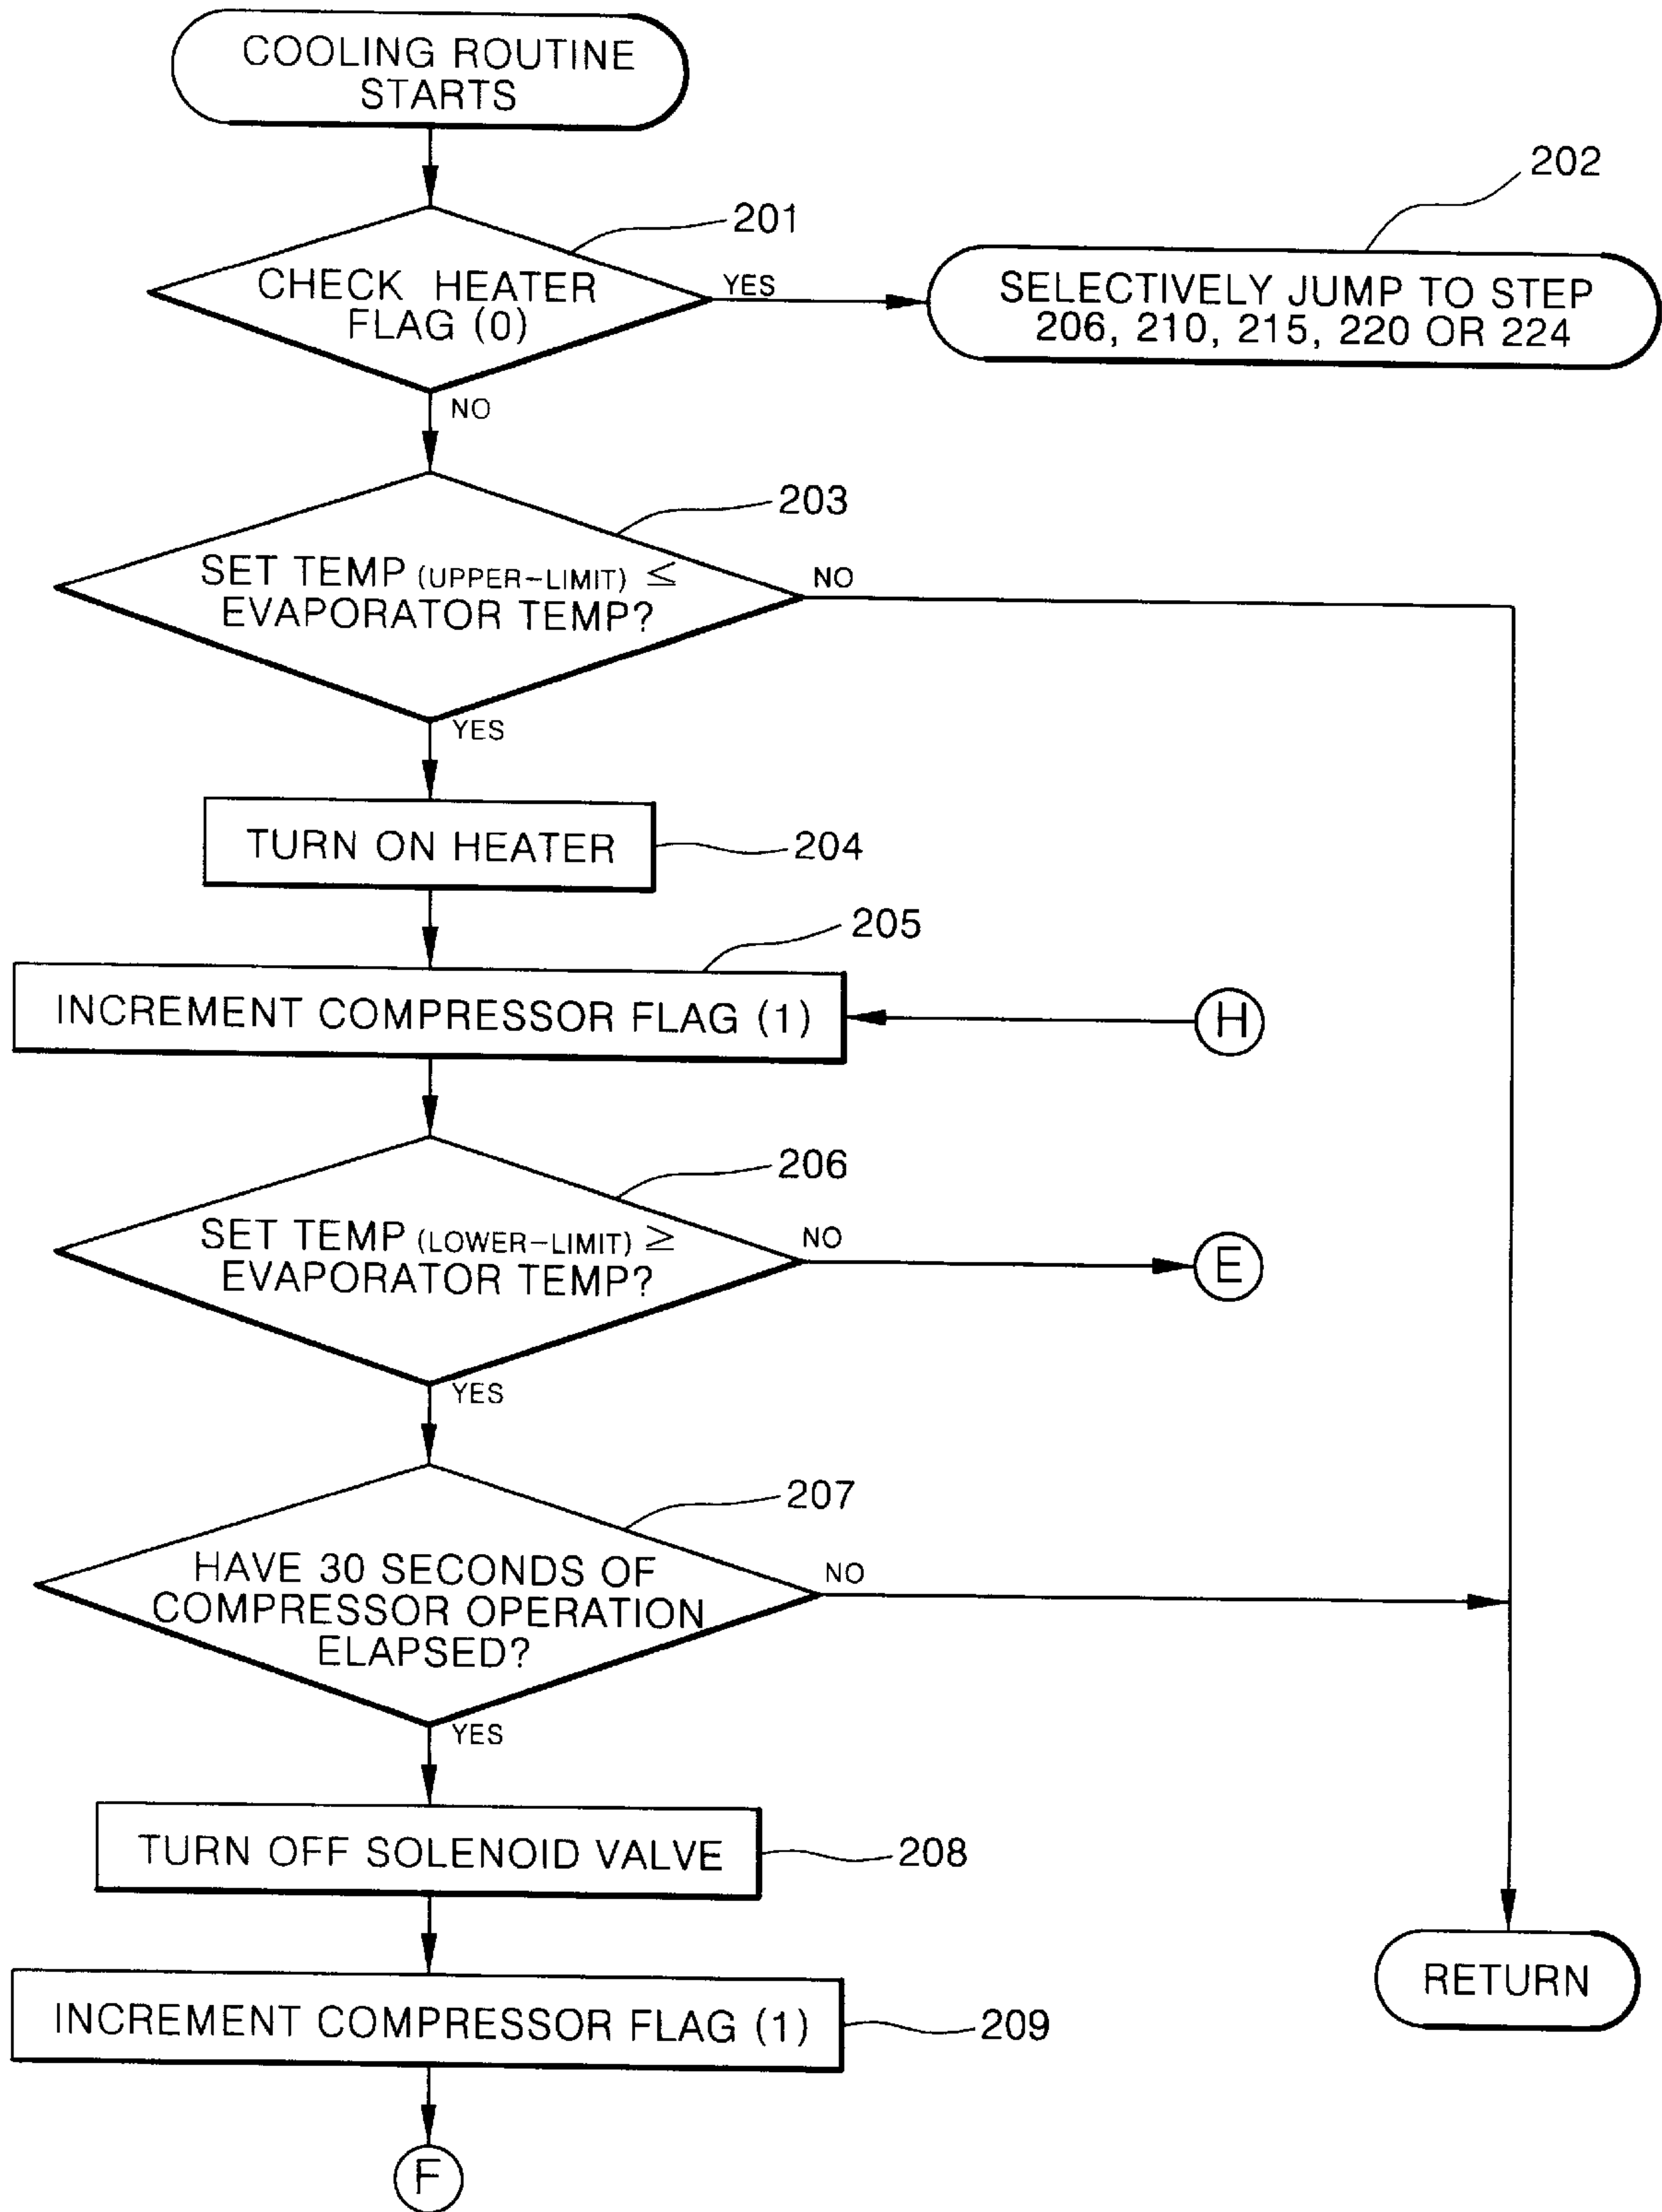 COOLING ROUTINE
STARTS
202
201
CHECK HEATER
FLAG (0)
YES
SELECTIVELY JUMP TO STEP
206, 210, 215, 220 OR 224
NO
203
SET TEMP (UPPER-LIMIT) ≤
EVAPORATOR TEMP?
NO
YES
TURN ON HEATER
204
205
INCREMENT COMPRESSOR FLAG (1)
H
206
SET TEMP (LOWER-LIMIT) ≥
EVAPORATOR TEMP?
NO
E
YES
207
HAVE 30 SECONDS OF
COMPRESSOR OPERATION
ELAPSED?
NO
YES
TURN OFF SOLENOID VALVE
208
RETURN
INCREMENT COMPRESSOR FLAG (1)
209
F